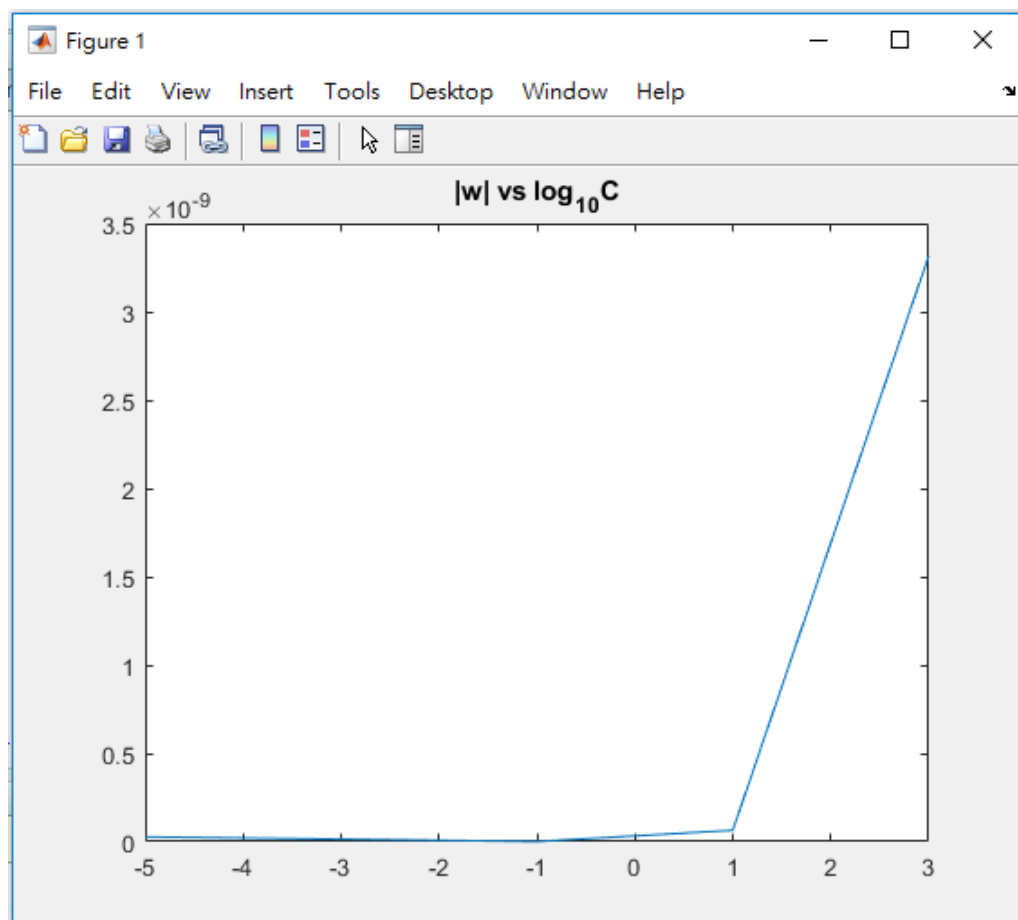 Figure 1
File Edit View Insert Tools Desktop Window Help
|w| vs log₁₀C
×10⁻⁹
3.5
3
2.5
2
1.5
1
0.5
0
-5 -4 -3 -2 -1 0 1 2 3